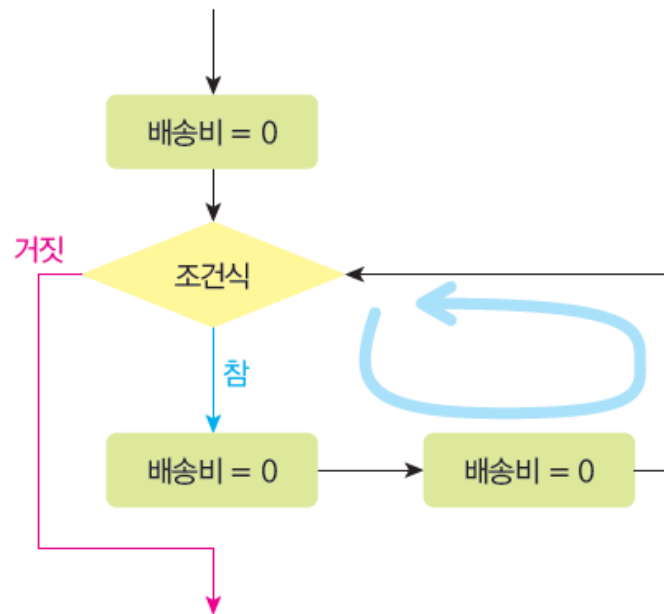 배송비 = 0
거짓
조건식
참
배송비 = 0
배송비 = 0